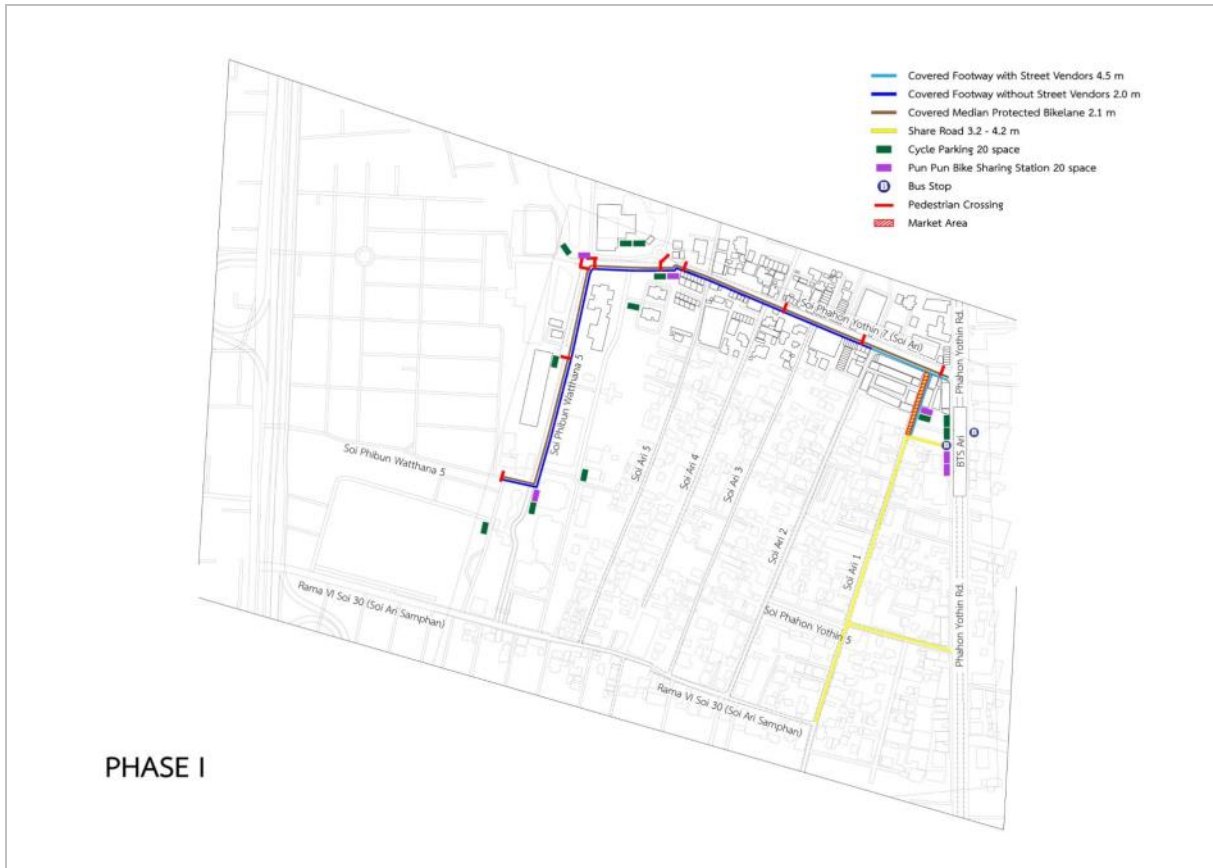 Covered Footway with Street Vendors 4.5 m
Covered Footway without Street Vendors 2.0 m
Covered Median Protected Bikelane 2.1 m
Share Road 3.2 - 4.2 m
Cycle Parking 20 space
Pun Pun Bike Sharing Station 20 space
B
Bus Stop
Pedestrian Crossing
Market Area
Soi Phahon Yothin 7 (Soi Ari)
Phahon Yothin Rd.
Soi Phibun Watthana 5
B
B
BTS Ari
Soi Phibun Watthana 5
Soi Ari 5
Soi Ari 4
Soi Ari 3
Soi Ari 2
Soi Ari 1
Rama VI Soi 30 (Soi Ari Samphan)
Soi Phahon Yothin 5
Phahon Yothin Rd.
Rama VI Soi 30 (Soi Ari Samphan)
PHASE I